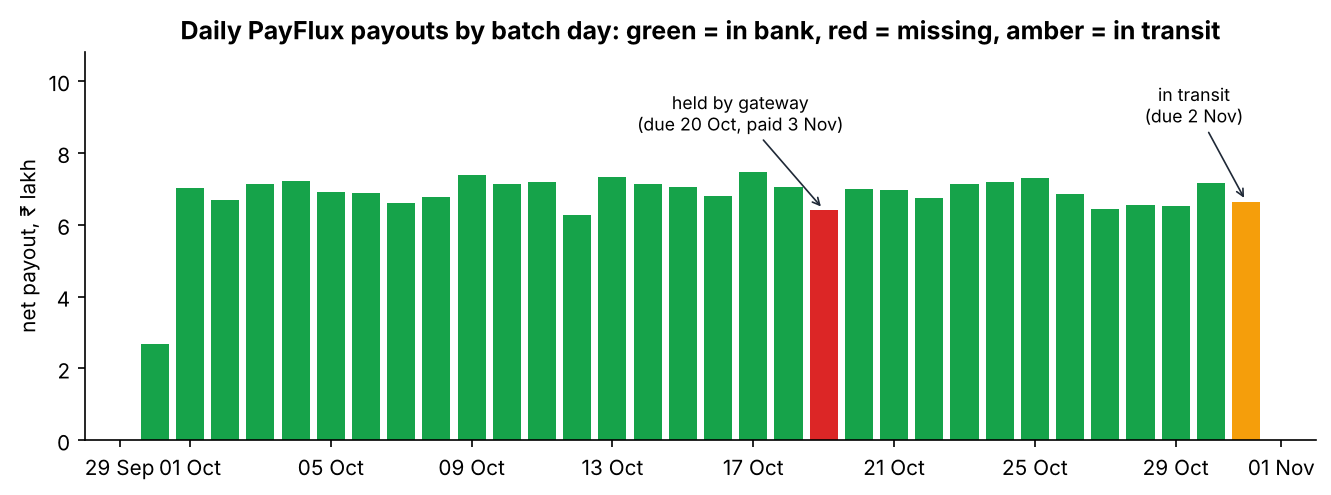 Daily PayFlux payouts by batch day: green = in bank, red = missing, amber = in transit
net payout, ₹ lakh
10
8
6
4
2
0
held by gateway
(due 20 Oct, paid 3 Nov)
in transit
(due 2 Nov)
29 Sep 01 Oct 05 Oct 09 Oct 13 Oct 17 Oct 21 Oct 25 Oct 29 Oct 01 Nov